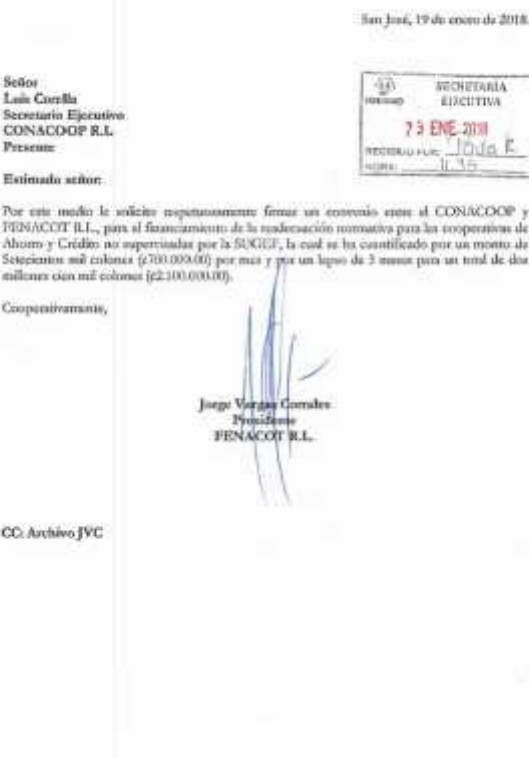 San José, 19 de enero de 2018.
Señor
Luis Corella
Secretario Ejecutivo
CONACOOP R.L.
Presente
SECRETARIA
EJECUTIVA
23 ENE 2018
RECIBIDO POR:
HORA:
Estimado señor:
Por este medio le solicito respetuosamente firmar un convenio entre el CONACOOP y
FENACOT R.L., para el financiamiento de la readecuación normativa para las cooperativas de
Ahorro y Crédito no supervisadas por la SUGEF, la cual se ha cuantificado por un monto de
Setecientos mil colones (¢700.000.00) por mes y por un lapso de 3 meses para un total de dos
millones cien mil colones (¢2.100.000.00).
Cooperativamente,
Jorge Vargas Corrales
Presidente
FENACOT R.L.
CC: Archivo JVC